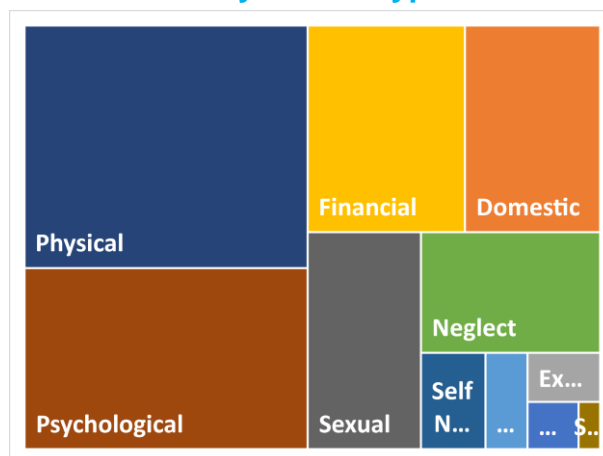 Physical
Financial
Domestic
Neglect
Psychological
Sexual
Self
N...
...
Ex...
...
S...